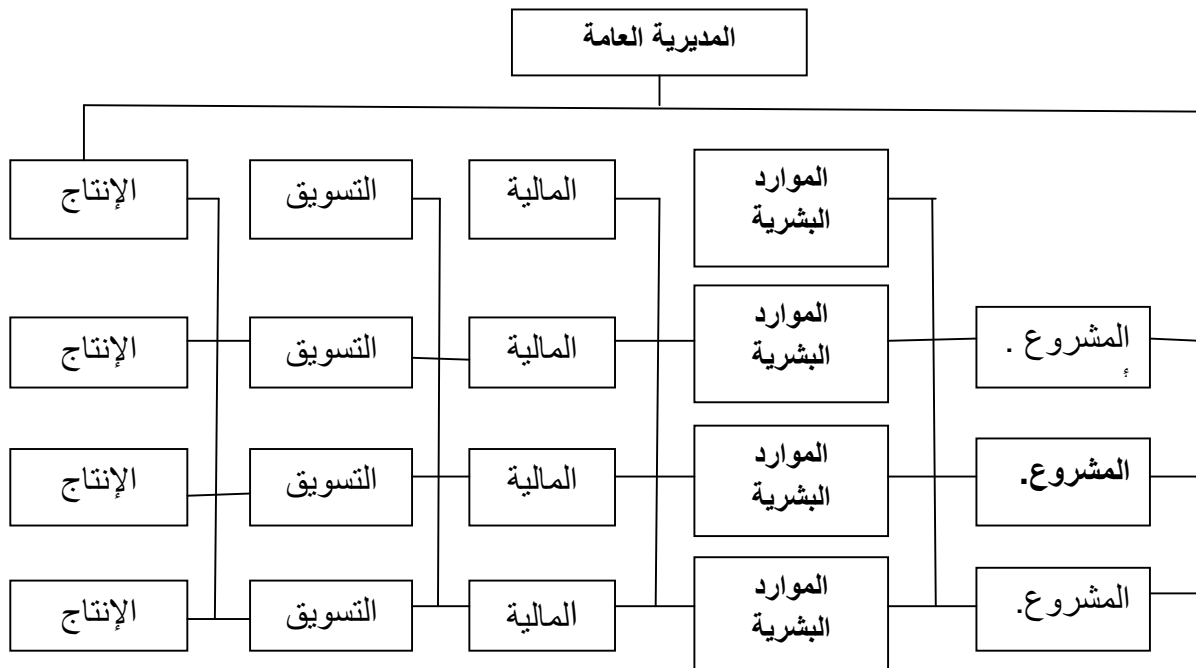 المديرية العامة
الموارد
البشرية
المالية
التسويق
الإنتاج
المشروع .
أ
الموارد
البشرية
المالية
التسويق
الإنتاج
المشروع.
الموارد
البشرية
المالية
التسويق
الإنتاج
المشروع.
الموارد
البشرية
المالية
التسويق
الإنتاج